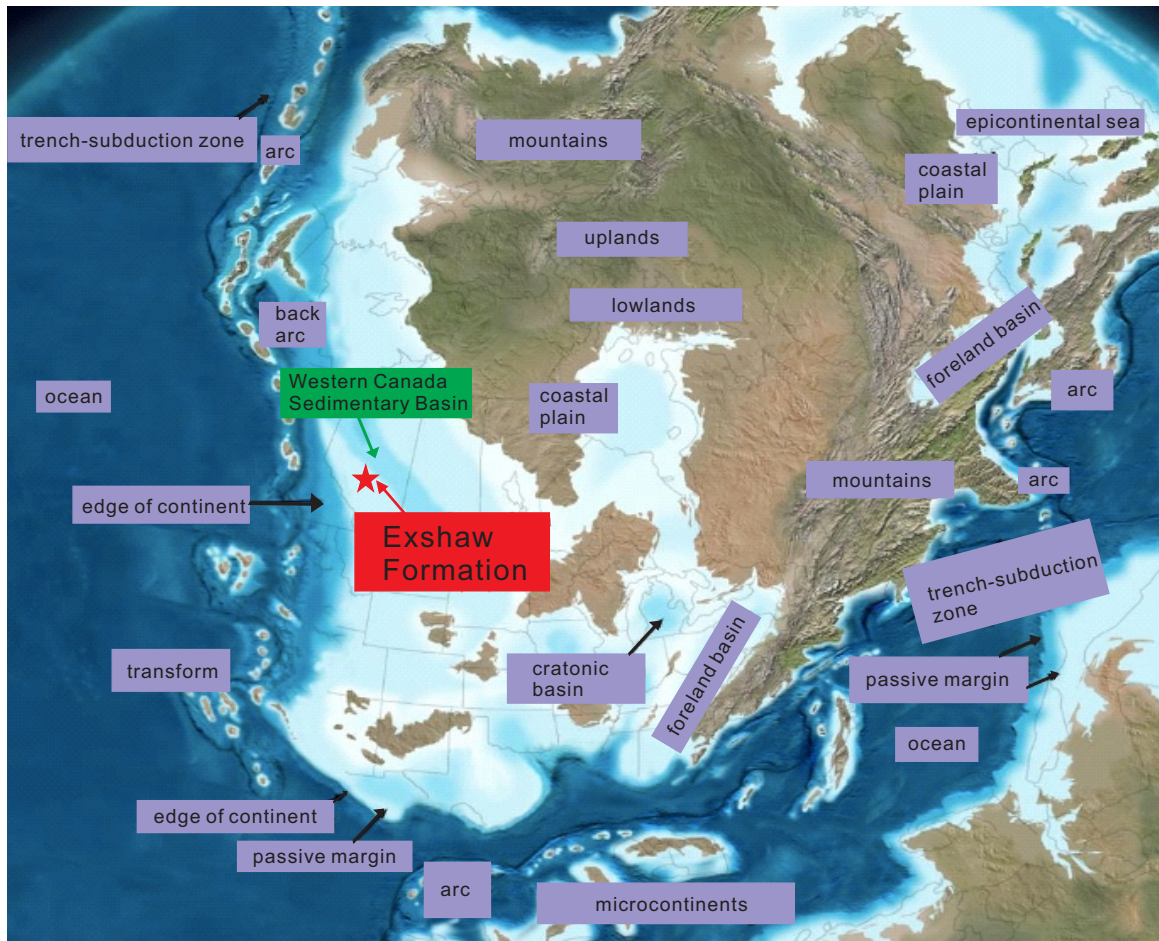 trench-subduction zone
arc
mountains
epicontinental sea
coastal
plain
uplands
lowlands
back
arc
foreland basin
Western Canada
Sedimentary Basin
ocean
coastal
plain
arc
mountains
arc
edge of continent
Exshaw
Formation
trench-subduction
zone
transform
cratonic
basin
foreland basin
passive margin
ocean
edge of continent
passive margin
arc
microcontinents